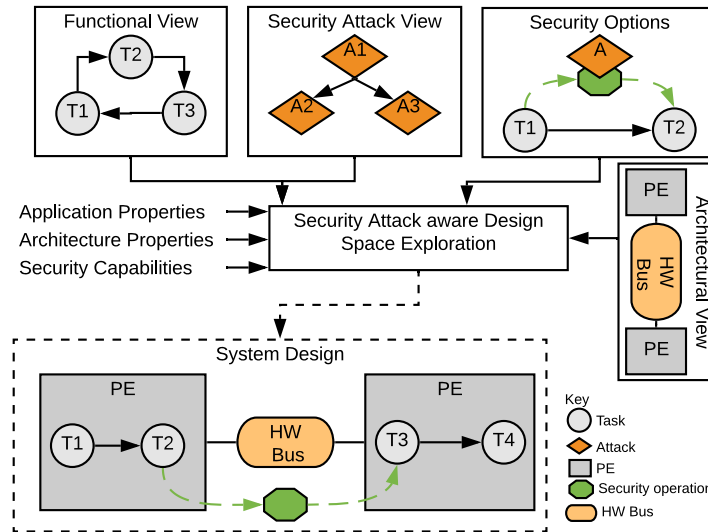 Functional View
T2
T1
T3
Security Attack View
A1
A2
A3
Security Options
A
T1
T2
Application Properties
Architecture Properties
Security Capabilities
Security Attack aware Design
Space Exploration
PE
HW
Bus
PE
Architectural View
System Design
PE
T1
T2
HW
Bus
PE
T3
T4
Key
Task
Attack
PE
Security operation
HW Bus